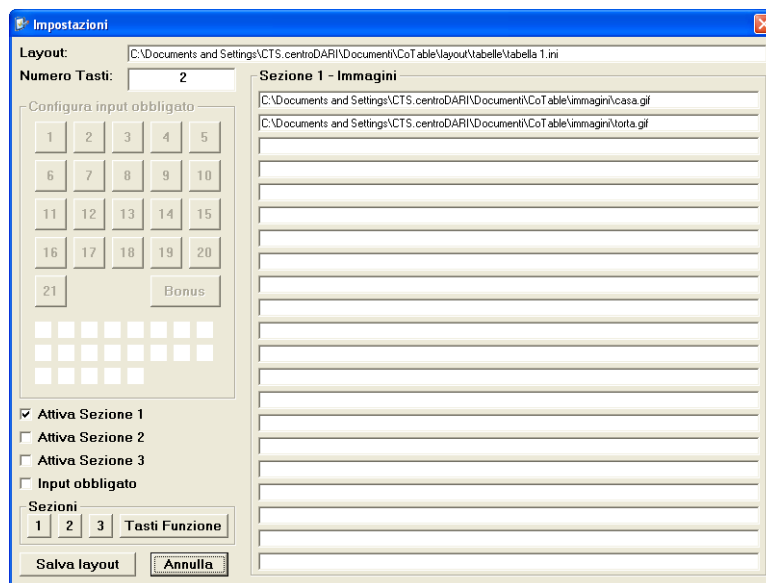 Impostazioni
Layout: C:\Documents and Settings\CTS.centroDARI\Documenti\CoTable\layout\tabelle\tabella 1.ini
Numero Tasti: 2
Configura input obbligato
1 2 3 4 5
6 7 8 9 10
11 12 13 14 15
16 17 18 19 20
21 Bonus
Attiva Sezione 1
Attiva Sezione 2
Attiva Sezione 3
Input obbligato
Sezioni
1 2 3 Tasti Funzione
Salva layout Annulla
Sezione 1 - Immagini
C:\Documents and Settings\CTS.centroDARI\Documenti\CoTable\immagini\casa.gif
C:\Documents and Settings\CTS.centroDARI\Documenti\CoTable\immagini\torta.gif